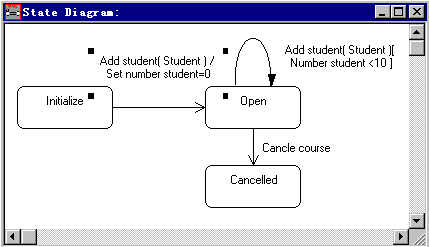 State Diagram:
Add student( Student ) /
Set number student=0
Add student( Student )[
Number student <10 ]
Initialize
Open
Cancle course
Cancelled